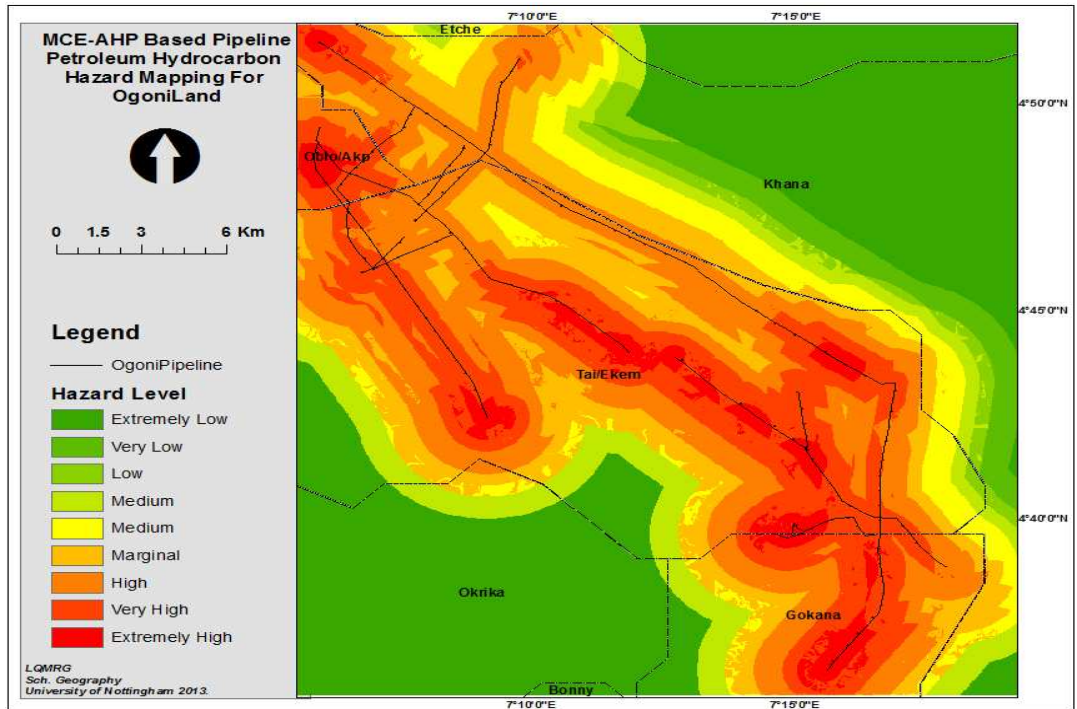 MCE-AHP Based Pipeline
Petroleum Hydrocarbon
Hazard Mapping For
OgoniLand
0 1.5 3 6 Km
Legend
OgoniPipeline
Hazard Level
Extremely Low
Very Low
Low
Medium
Medium
Marginal
High
Very High
Extremely High
LQMRG
Sch. Geography
University of Nottingham 2013.
7°10'0"E 7°15'0"E
Etche
4°50'0"N
Obio/Akp
Khana
4°45'0"N
Tai/Ekem
4°40'0"N
Okrika
Gokana
Bonny
7°10'0"E 7°15'0"E